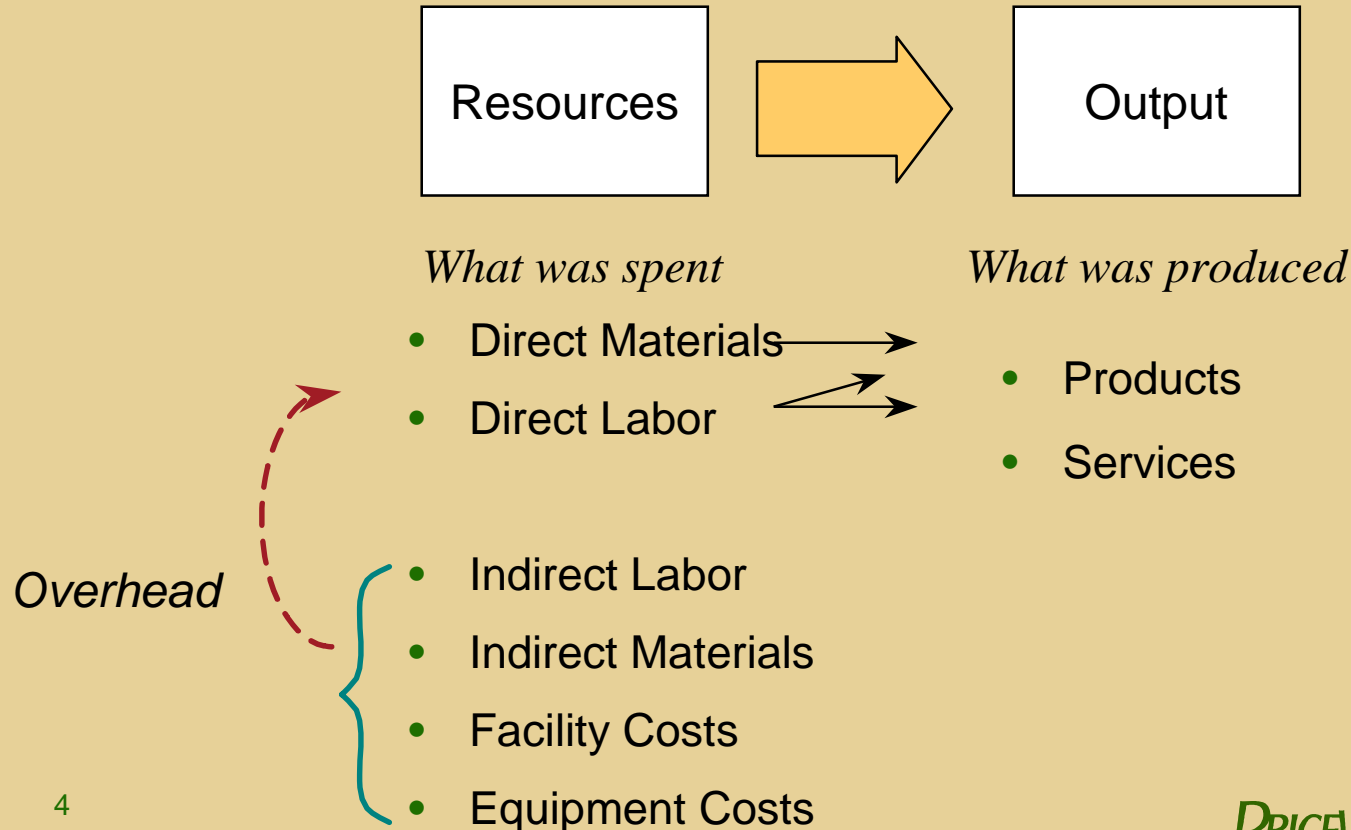 Resources
Output
What was spent
What was produced
• Direct Materials
• Direct Labor
• Products
• Services
Overhead
• Indirect Labor
• Indirect Materials
• Facility Costs
• Equipment Costs
4